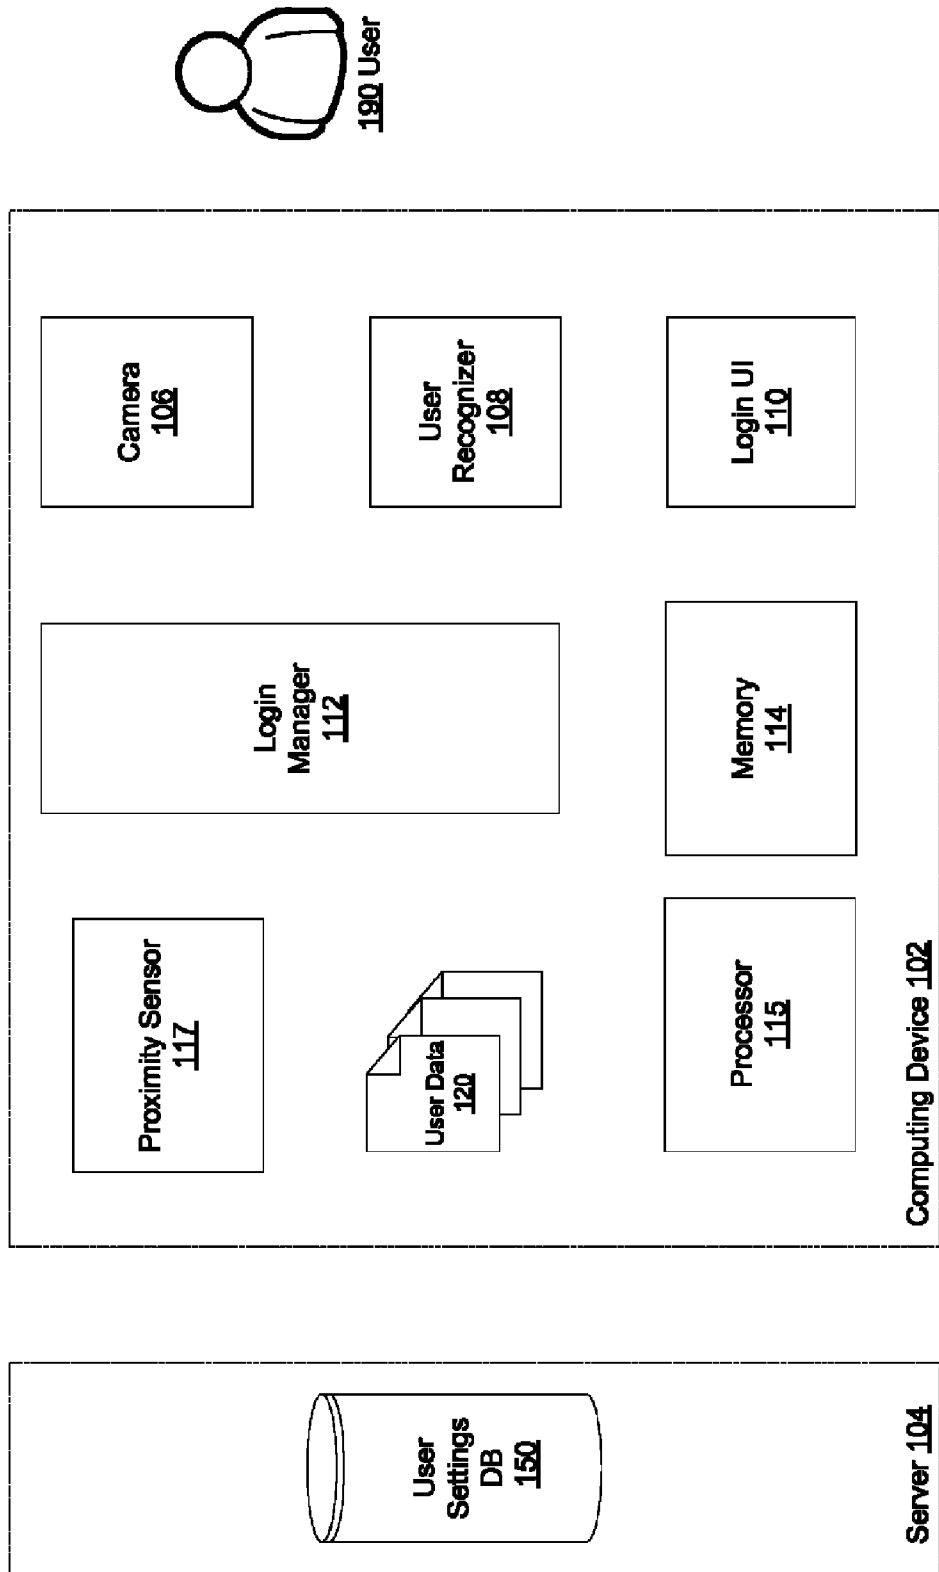 Server 104
User
Settings
DB
150
Computing Device 102
Proximity Sensor
117
User Data
120
Processor
115
Login
Manager
112
Memory
114
Camera
106
User
Recognizer
108
Login UI
110
190 User